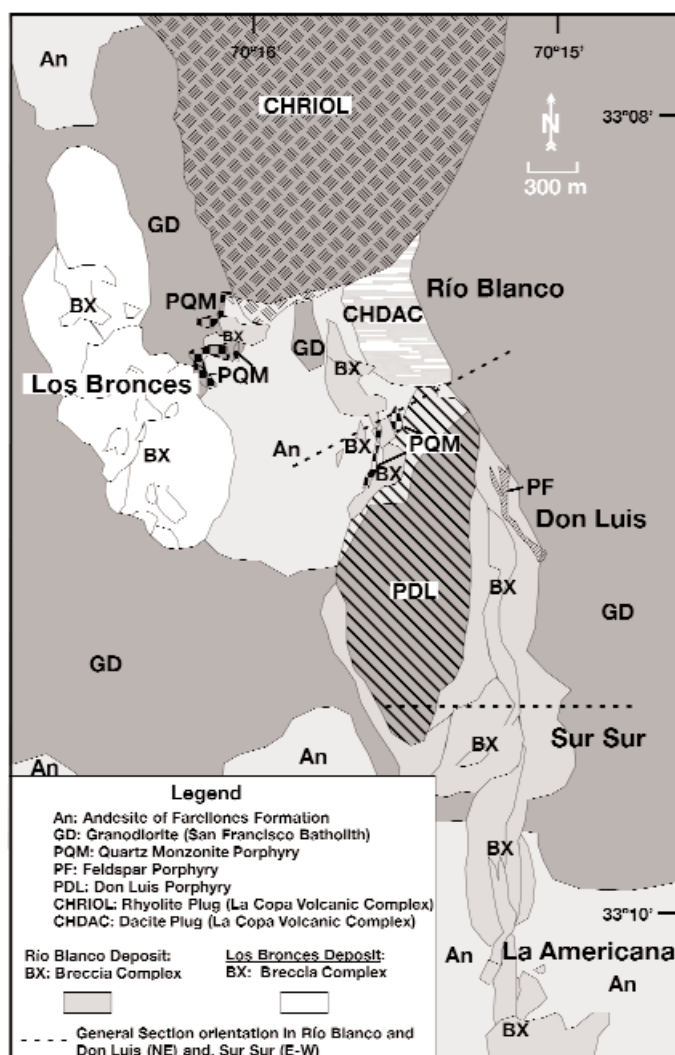 An
70°16'
70°15'
CHRIOL
33°08'
N
300 m
GD
BX
PQM
Río Blanco
CHDAC
BX
GD
PQM
BX
Los Bronces
An
BX
PQM
BX
BX
PF
Don Luis
BX
PDL
GD
GD
Sur Sur
BX
An
An
Legend
An: Andesite of Farellones Formation
GD: Granodiorite (San Francisco Batholith)
PQM: Quartz Monzonite Porphyry
PF: Feldspar Porphyry
PDL: Don Luis Porphyry
CHRIOL: Rhyolite Plug (La Copa Volcanic Complex)
CHDAC: Dacite Plug (La Copa Volcanic Complex)
Río Blanco Deposit:
BX: Breccia Complex
Los Bronces Deposit:
BX: Breccia Complex
General Section orientation in Río Blanco and
Don Luis (NE) and, Sur Sur (E-W)
BX
33°10'
An
La Americana
An
BX